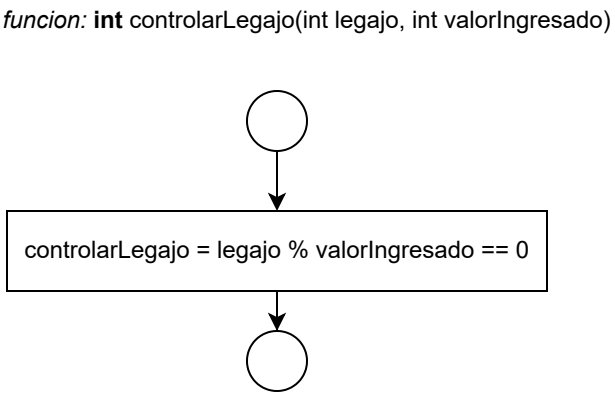 funcion: int controlarLegajo(int legajo, int valorIngresado)
controlarLegajo = legajo % valorIngresado == 0